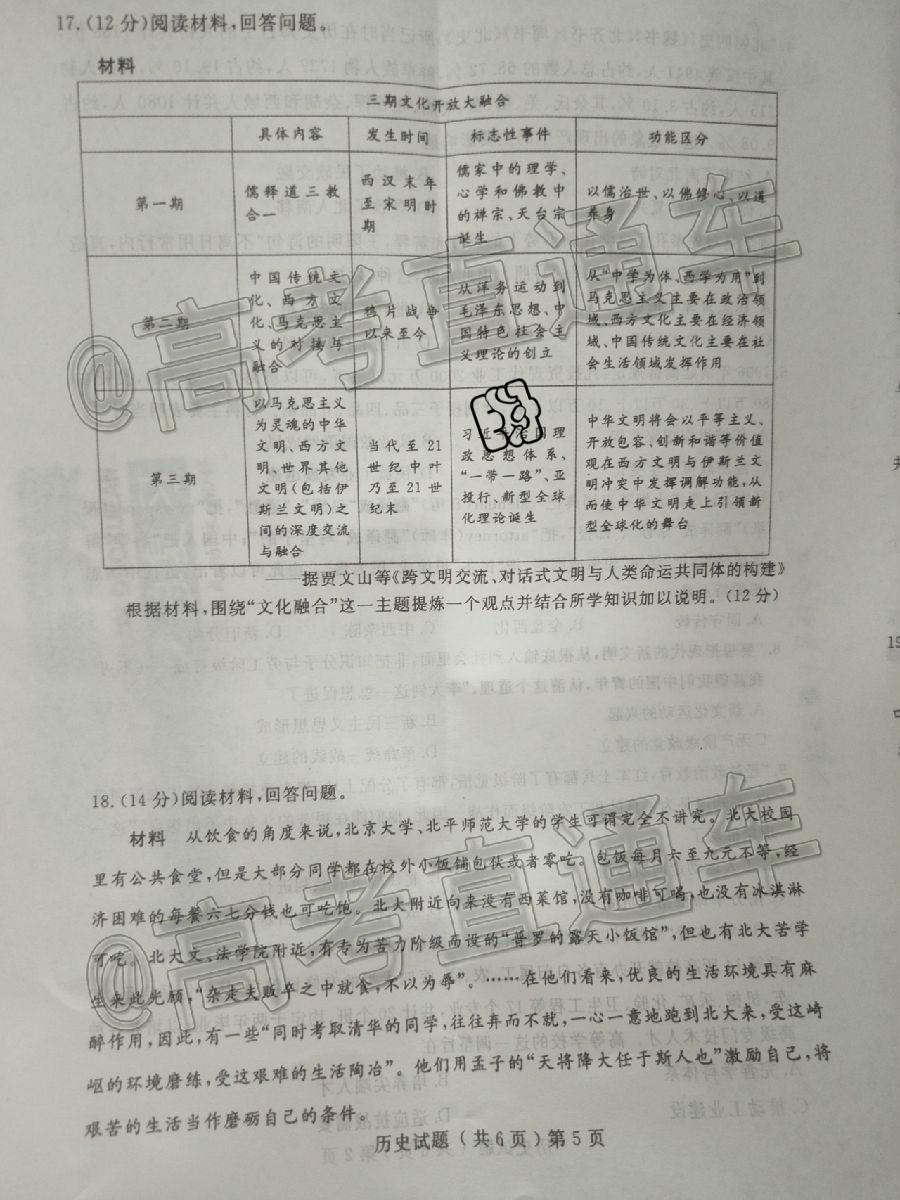 17.(12 分)阅读材料,回答问题。
材料
三期文化开放大融合
具体内容 发生时间 标志性事件 功能区分
第一期
儒释道三教
合一
西汉末年
至宋明时
期
儒家中的理学、
心学和佛教中
的禅宗、天台宗
诞生
以儒治世、以佛修心、以道
养身
第二期
中国传统文
化、西方文
化、马克思主
义的对接与
融合
鸦片战争
以来至今
从洋务运动到
毛泽东思想、中
国特色社会主
义理论的创立
从“中学为体,西学为用”到
马克思主义主要在政治领
域、西方文化主要在经济领
域、中国传统文化主要在社
会生活领域发挥作用
第三期
以马克思主义
为灵魂的中华
文明、西方文
明、世界其他
文明(包括伊
斯兰文明)之
间的深度交流
与融合
当代至 21
世纪中叶
乃至 21 世
纪末
习近平治国理
政思想体系、
“一带一路”、亚
投行、新型全球
化理论诞生
中华文明将会以平等主义、
开放包容、创新和谐等价值
观在西方文明与伊斯兰文
明冲突中发挥调解功能,从
而使中华文明走上引领新
型全球化的舞台
据贾文山等《跨文明交流、对话式文明与人类命运共同体的构建》
根据材料,围绕“文化融合”这一主题提炼一个观点并结合所学知识加以说明。(12 分)
18.(14 分)阅读材料,回答问题。
材料 从饮食的角度来说,北京大学、北平师范大学的学生可谓完全不讲究。北大校园
里有公共食堂,但是大部分同学都在校外小饭铺包伙或者零吃。包饭每月六至九元不等,经
济困难的每餐六七分钱也可吃饱。北大附近向来没有西菜馆,没有咖啡可喝,也没有冰淇淋
可吃。北大文、法学院附近,有专为苦力阶级而设的“普罗的露天小饭馆”,但也有北大苦学
生来此光顾,“杂走夫贩卒之中就食,不以为辱”。……在他们看来,优良的生活环境具有麻
醉作用,因此,有一些“同时考取清华的同学,往往弃而不就,一心一意地跑到北大来,受这崎
岖的环境磨练,受这艰难的生活陶冶”。他们用孟子的“天将降大任于斯人也”激励自己,将
艰苦的生活当作磨砺自己的条件。
历史试题(共 6 页)第 5 页
@高考直通车
@高考直通车